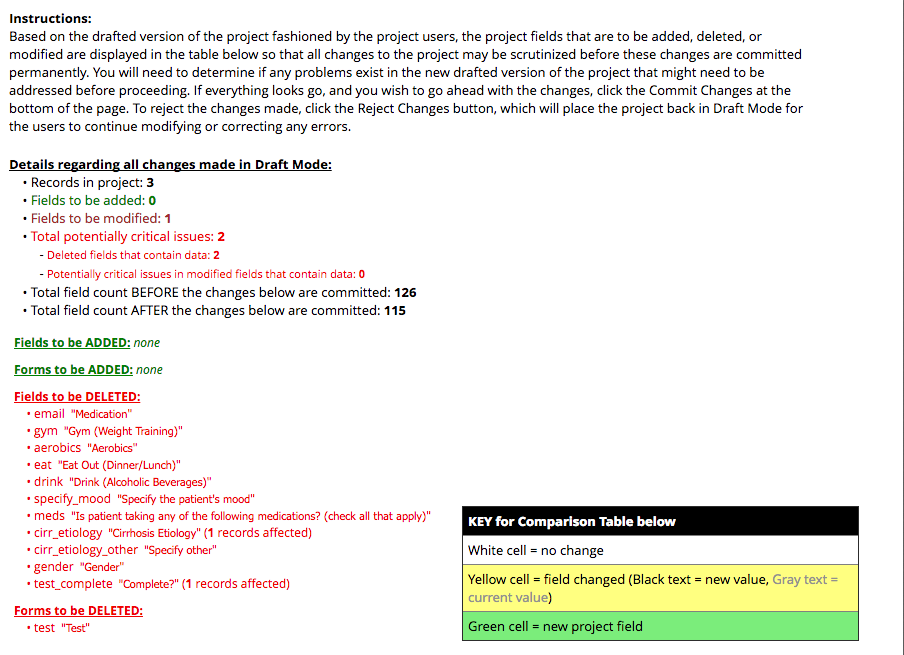 Instructions:
Based on the drafted version of the project fashioned by the project users, the project fields that are to be added, deleted, or
modified are displayed in the table below so that all changes to the project may be scrutinized before these changes are committed
permanently. You will need to determine if any problems exist in the new drafted version of the project that might need to be
addressed before proceeding. If everything looks go, and you wish to go ahead with the changes, click the Commit Changes at the
bottom of the page. To reject the changes made, click the Reject Changes button, which will place the project back in Draft Mode for
the users to continue modifying or correcting any errors.
Details regarding all changes made in Draft Mode:
• Records in project: 3
• Fields to be added: 0
• Fields to be modified: 1
• Total potentially critical issues: 2
- Deleted fields that contain data: 2
- Potentially critical issues in modified fields that contain data: 0
• Total field count BEFORE the changes below are committed: 126
• Total field count AFTER the changes below are committed: 115
Fields to be ADDED: none
Forms to be ADDED: none
Fields to be DELETED:
• email "Medication"
• gym "Gym (Weight Training)"
• aerobics "Aerobics"
• eat "Eat Out (Dinner/Lunch)"
• drink "Drink (Alcoholic Beverages)"
• specify_mood "Specify the patient's mood"
• meds "Is patient taking any of the following medications? (check all that apply)"
• cirr_etiology "Cirrhosis Etiology" (1 records affected)
• cirr_etiology_other "Specify other"
• gender "Gender"
• test_complete "Complete?" (1 records affected)
Forms to be DELETED:
• test "Test"
KEY for Comparison Table below
White cell = no change
Yellow cell = field changed (Black text = new value, Gray text =
current value)
Green cell = new project field